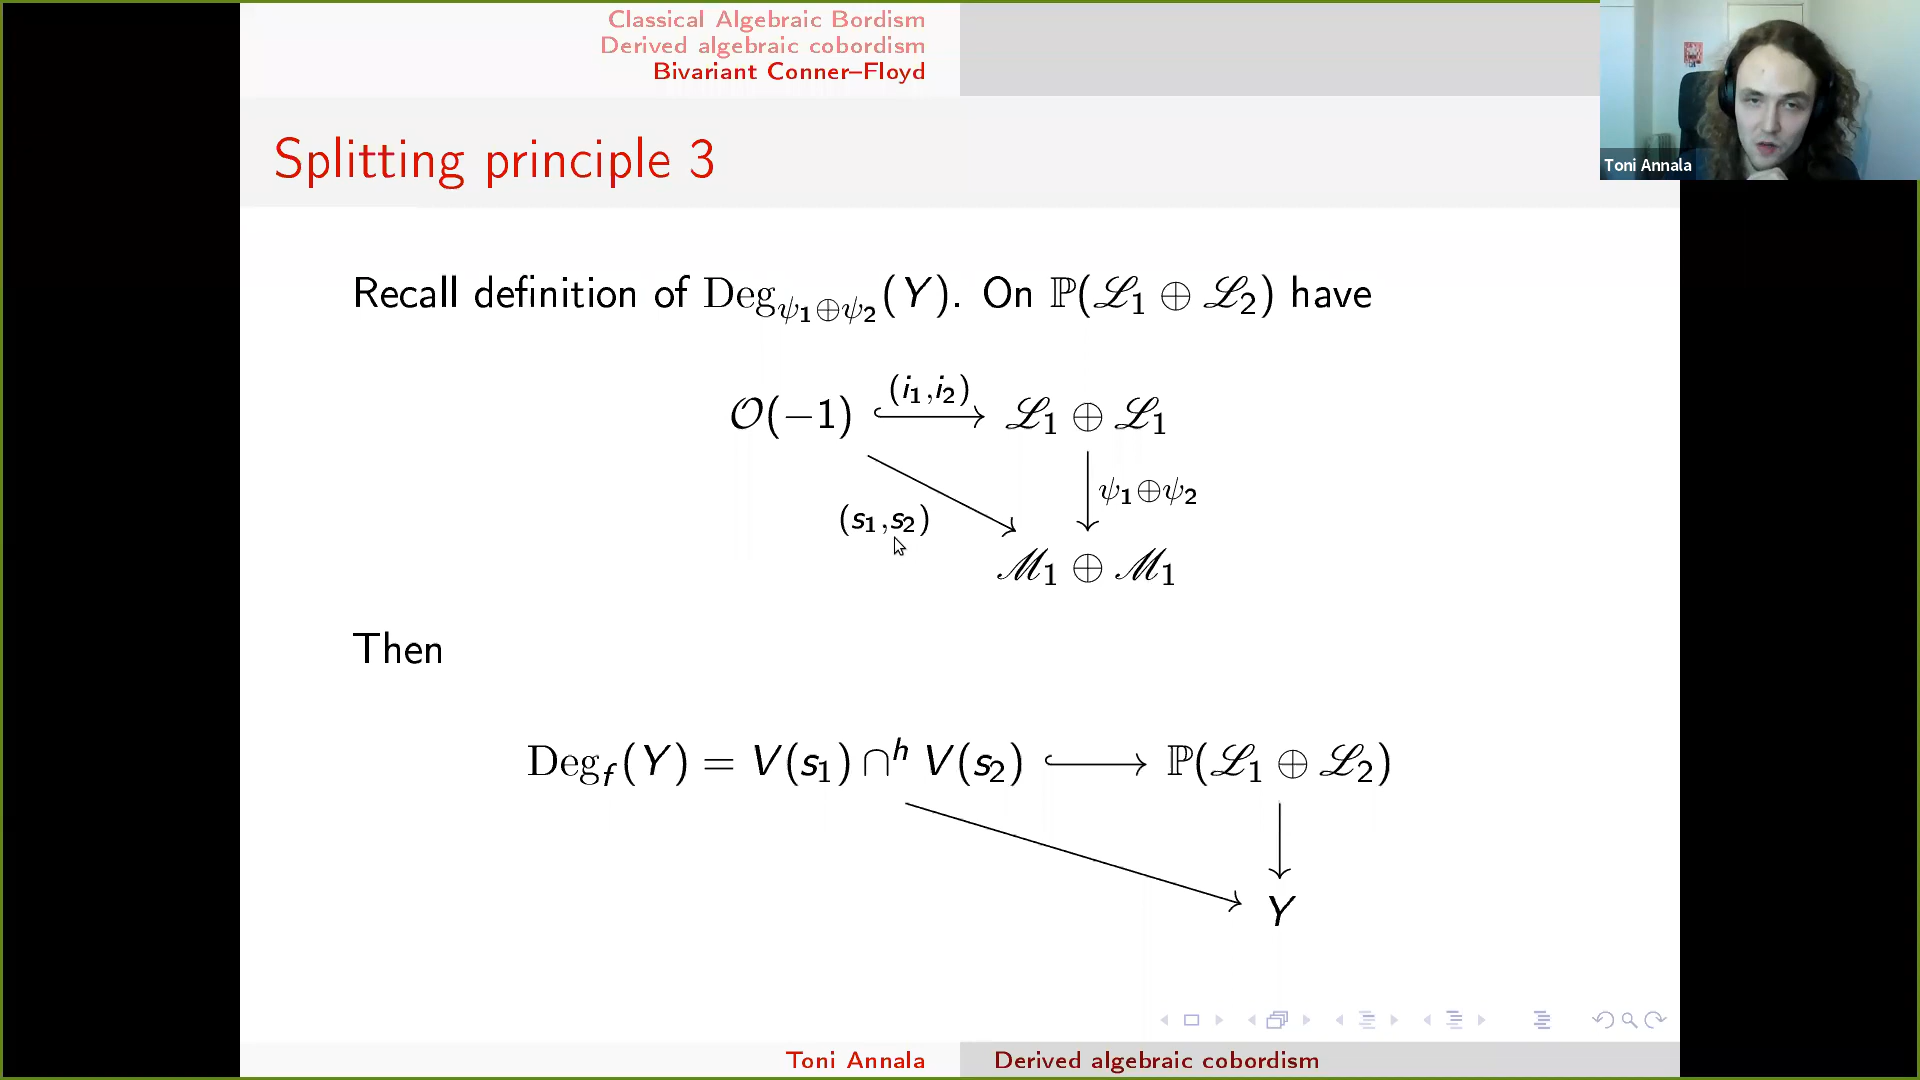 Classical Algebraic Bordism
Derived algebraic cobordism
Bivariant Conner–Floyd
Toni Annala
Splitting principle 3
Recall definition of Deg_{ψ₁⊕ψ₂}(Y). On ℙ(ℒ₁ ⊕ ℒ₂) have
(i₁,i₂)
𝒪(−1) ↪ ℒ₁ ⊕ ℒ₁
ψ₁⊕ψ₂
(s₁,s₂)
ℳ₁ ⊕ ℳ₁
Then
Deg_f(Y) = V(s₁) ∩ʰ V(s₂) ↪ ℙ(ℒ₁ ⊕ ℒ₂)
Y
Toni Annala Derived algebraic cobordism